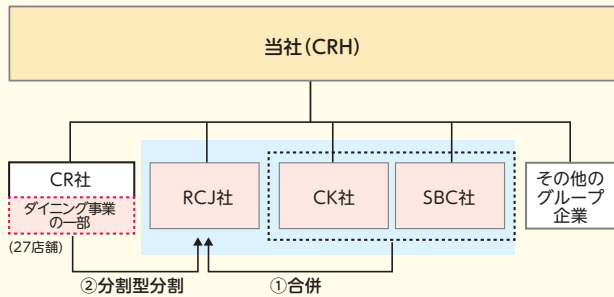 当社（CRH）
CR社
ダイニング事業
の一部
(27店舗)
RCJ社
CK社
SBC社
その他の
グループ
企業
②分割型分割
①合併